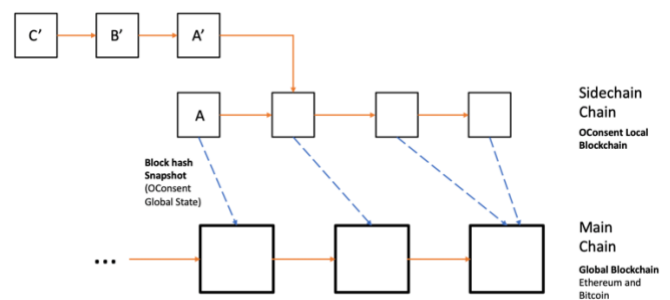 C′ B′ A′
A
Sidechain
Chain
OConsent Local
Blockchain
Block hash
Snapshot
(OConsent
Global State)
...
Main
Chain
Global Blockchain
Ethereum and
Bitcoin